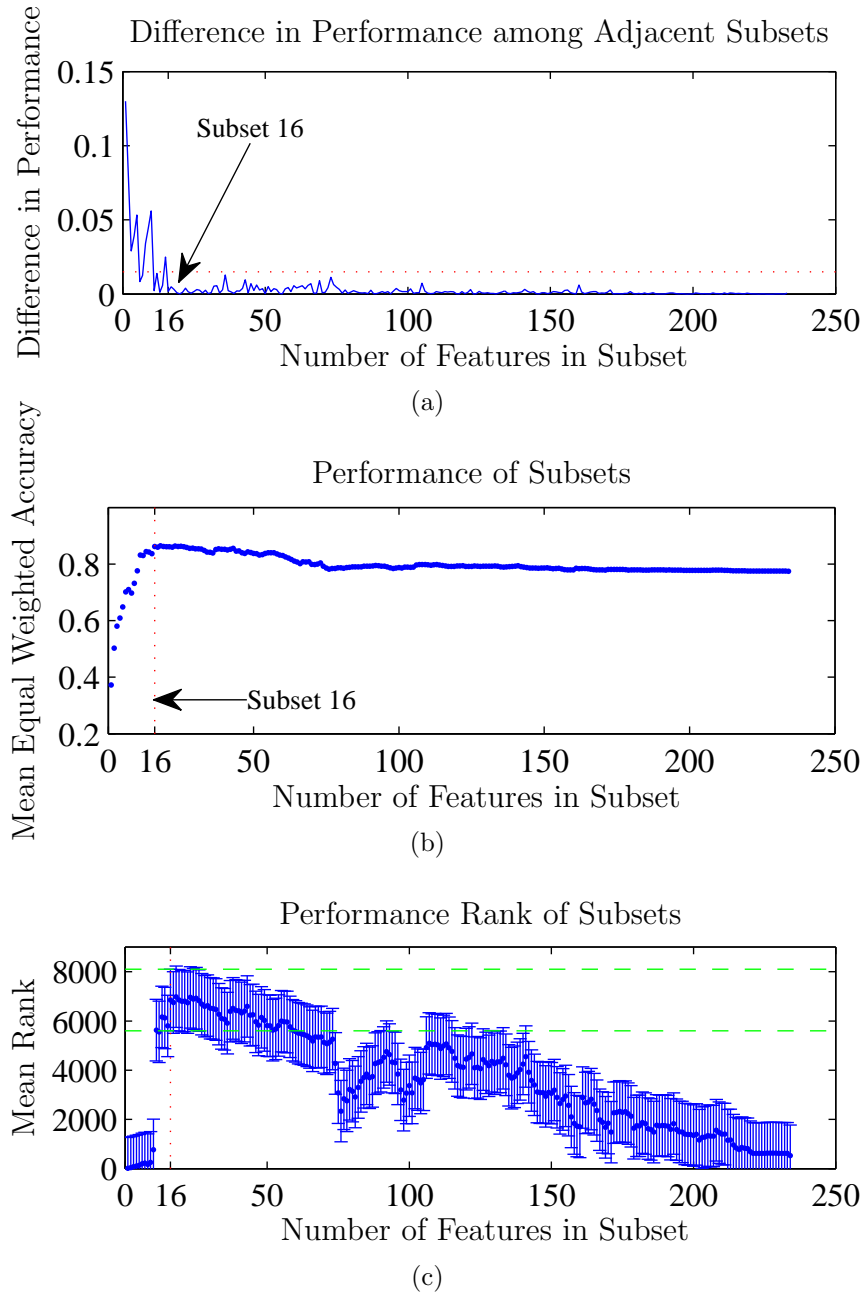 Difference in Performance among Adjacent Subsets
Difference in Performance
0.15
0.1
0.05
0
Subset 16
0 16 50 100 150 200 250
Number of Features in Subset
(a)
Performance of Subsets
Mean Equal Weighted Accuracy
0.8
0.6
0.4
0.2
Subset 16
0 16 50 100 150 200 250
Number of Features in Subset
(b)
Performance Rank of Subsets
Mean Rank
8000
6000
4000
2000
0
0 16 50 100 150 200 250
Number of Features in Subset
(c)